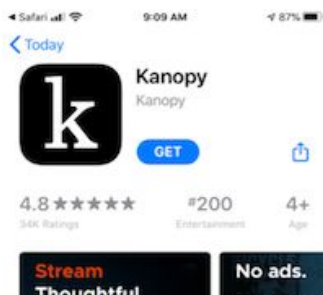 Safari 9:09 AM 87%
Today
k
Kanopy
Kanopy
GET
4.8 #200 4+
34K Ratings Entertainment Age
Stream No ads.
Thoughtful